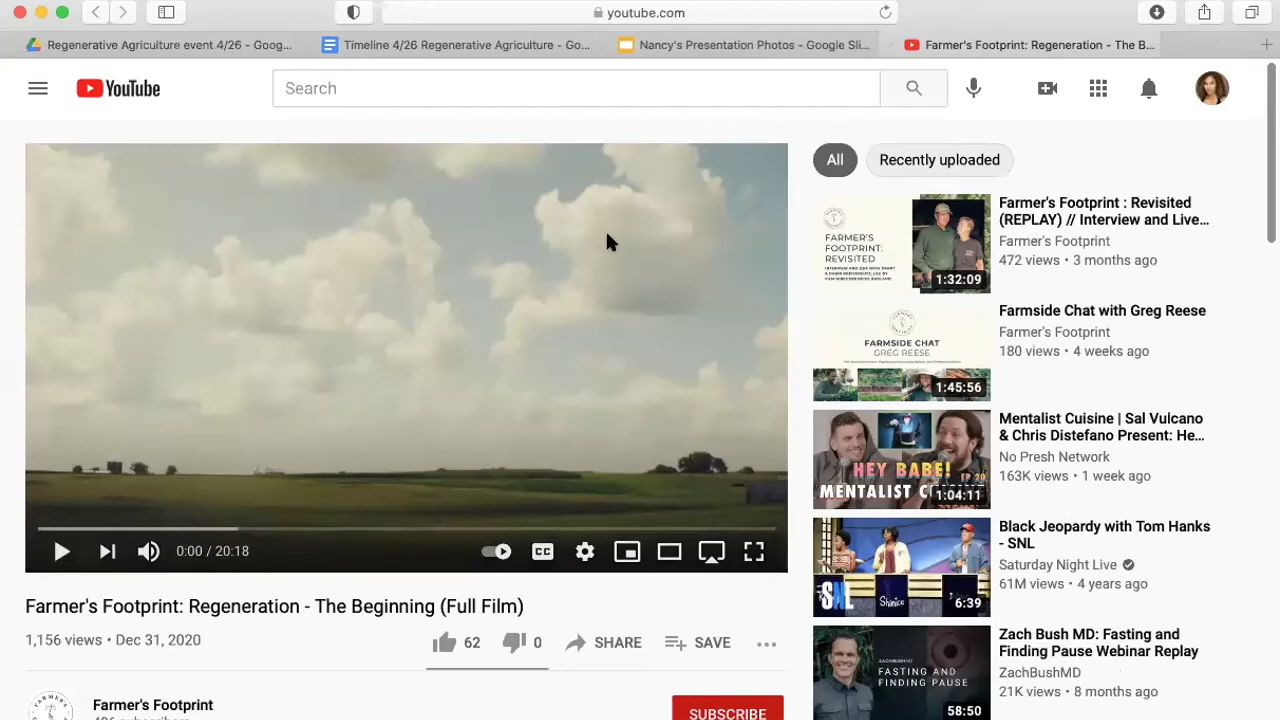 youtube.com
Regenerative Agriculture event 4/26 - Goog...
Timeline 4/26 Regenerative Agriculture - Go...
Nancy's Presentation Photos - Google Sli...
Farmer's Footprint: Regeneration - The B...
YouTube
Search
All
Recently uploaded
FARMER'S
FOOTPRINT:
REVISITED
1:32:09
Farmer's Footprint : Revisited
(REPLAY) // Interview and Live...
Farmer's Footprint
472 views • 3 months ago
FARMSIDE CHAT
GREG REESE
1:45:56
Farmside Chat with Greg Reese
Farmer's Footprint
180 views • 4 weeks ago
HEY BABE!
EP 20
MENTALIST
1:04:11
Mentalist Cuisine | Sal Vulcano
& Chris Distefano Present: He...
No Presh Network
163K views • 1 week ago
SNL
Shanice
6:39
Black Jeopardy with Tom Hanks
- SNL
Saturday Night Live
61M views • 4 years ago
ZACHBUSHMD
FASTING AND
FINDING PAUSE
58:50
Zach Bush MD: Fasting and
Finding Pause Webinar Replay
ZachBushMD
21K views • 8 months ago
0:00 / 20:18
CC
Farmer's Footprint: Regeneration - The Beginning (Full Film)
1,156 views • Dec 31, 2020
62
0
SHARE
SAVE
Farmer's Footprint
SUBSCRIBE